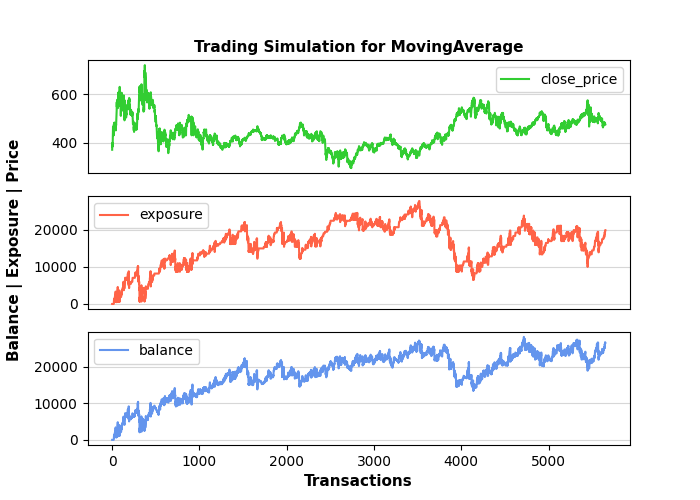 Trading Simulation for MovingAverage
close_price
600
400
exposure
20000
10000
0
balance
20000
10000
0
0 1000 2000 3000 4000 5000
Transactions
Balance | Exposure | Price